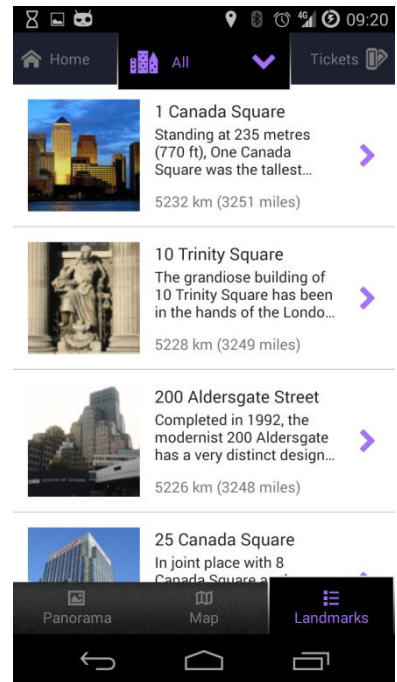 4G 09:20
Home All Tickets
1 Canada Square
Standing at 235 metres
(770 ft), One Canada
Square was the tallest...
5232 km (3251 miles)
10 Trinity Square
The grandiose building of
10 Trinity Square has been
in the hands of the Londo...
5228 km (3249 miles)
200 Aldersgate Street
Completed in 1992, the
modernist 200 Aldersgate
has a very distinct design...
5226 km (3248 miles)
25 Canada Square
In joint place with 8
Canada Square
Panorama Map Landmarks